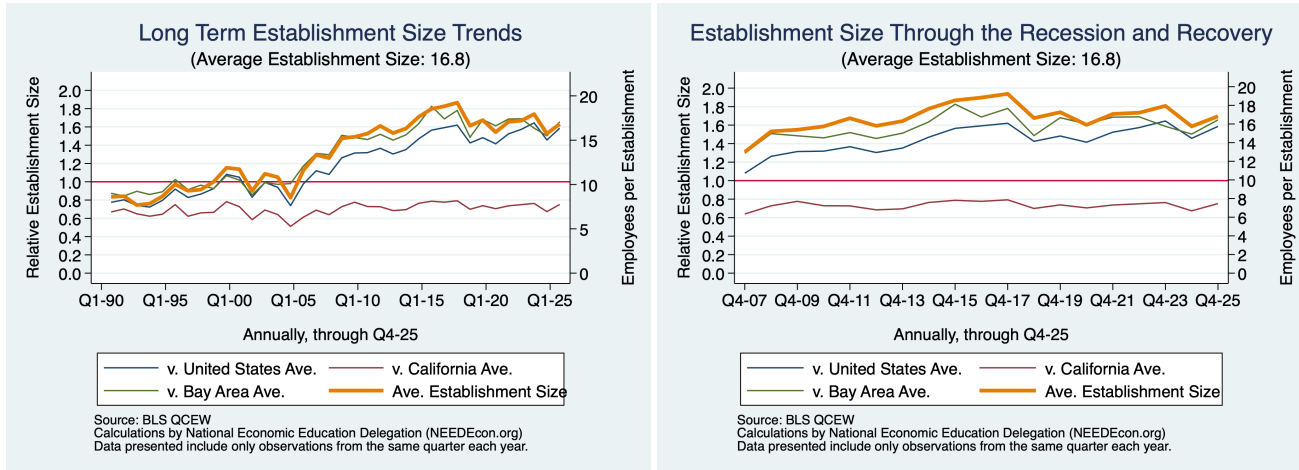 Long Term Establishment Size Trends
(Average Establishment Size: 16.8)
Relative Establishment Size
2.0
1.8
1.6
1.4
1.2
1.0
0.8
0.6
0.4
0.2
0.0
20
15
10
5
0
Employees per Establishment
Q1-90 Q1-95 Q1-00 Q1-05 Q1-10 Q1-15 Q1-20 Q1-25
Annually, through Q4-25
v. United States Ave. v. California Ave.
v. Bay Area Ave. Ave. Establishment Size
Source: BLS QCEW
Calculations by National Economic Education Delegation (NEEDEcon.org)
Data presented include only observations from the same quarter each year.
Establishment Size Through the Recession and Recovery
(Average Establishment Size: 16.8)
Relative Establishment Size
2.0
1.8
1.6
1.4
1.2
1.0
0.8
0.6
0.4
0.2
0.0
20
18
16
14
12
10
8
6
4
2
0
Employees per Establishment
Q4-07 Q4-09 Q4-11 Q4-13 Q4-15 Q4-17 Q4-19 Q4-21 Q4-23 Q4-25
Annually, through Q4-25
v. United States Ave. v. California Ave.
v. Bay Area Ave. Ave. Establishment Size
Source: BLS QCEW
Calculations by National Economic Education Delegation (NEEDEcon.org)
Data presented include only observations from the same quarter each year.